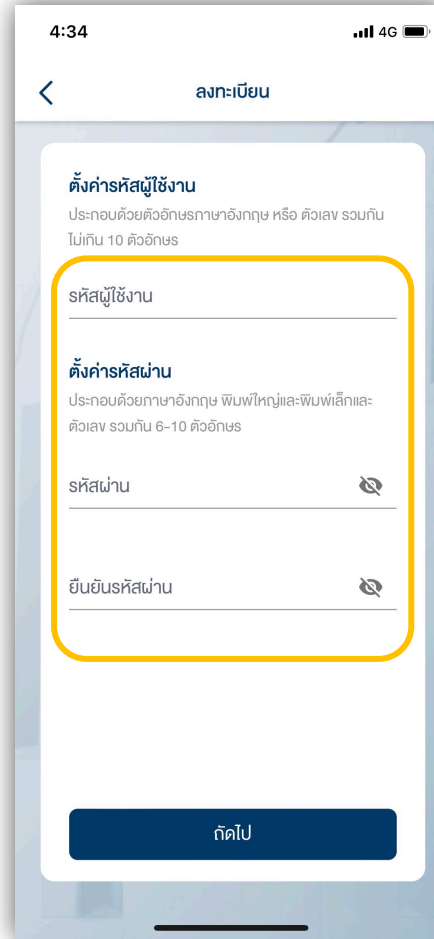 4:34
4G
ลงทะเบียน
ตั้งค่ารหัสผู้ใช้งาน
ประกอบด้วยตัวอักษรภาษาอังกฤษ หรือ ตัวเลข รวมกัน
ไม่เกิน 10 ตัวอักษร
รหัสผู้ใช้งาน
ตั้งค่ารหัสผ่าน
ประกอบด้วยภาษาอังกฤษ พิมพ์ใหญ่และพิมพ์เล็กและ
ตัวเลข รวมกัน 6-10 ตัวอักษร
รหัสผ่าน
ยืนยันรหัสผ่าน
ถัดไป